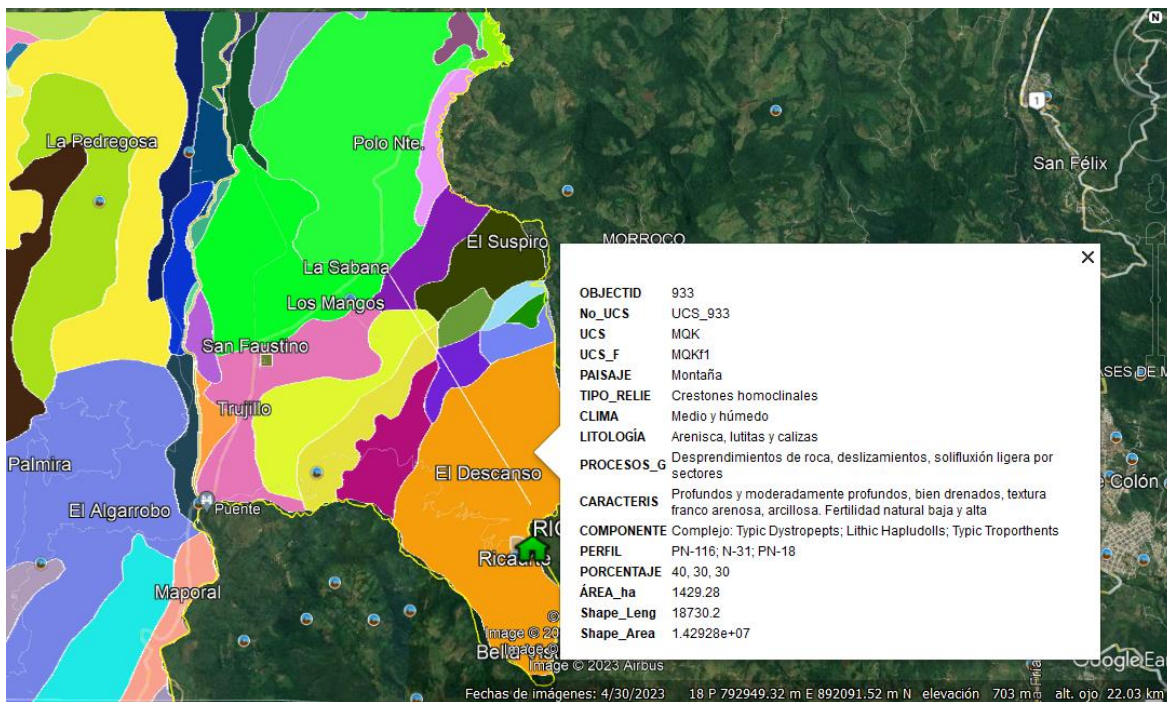 N
La Pedregosa
Polo Nte.
1
San Félix
El Suspiro
MORROCO
La Sabana
Los Mangos
San Faustino
Trujillo
Palmira
El Descanso
El Algarrobo
Puente
Ricaurte
Maporal
OBJECTID 933
No_UCS UCS_933
UCS MQK
UCS_F MQKf1
PAISAJE Montaña
TIPO_RELIE Crestones homoclinales
CLIMA Medio y húmedo
LITOLOGÍA Arenisca, lutitas y calizas
PROCESOS_G Desprendimientos de roca, deslizamientos, solifluxión ligera por
sectores
CARACTERIS Profundos y moderadamente profundos, bien drenados, textura
franco arenosa, arcillosa. Fertilidad natural baja y alta
COMPONENTE Complejo: Typic Dystropepts; Lithic Hapludolls; Typic Troporthents
PERFIL PN-116; N-31; PN-18
PORCENTAJE 40, 30, 30
ÁREA_ha 1429.28
Shape_Leng 18730.2
Shape_Area 1.42928e+07
Colón
Image © 20
Image © 2023 Airbus
Fechas de imágenes: 4/30/2023 18 P 792949.32 m E 892091.52 m N elevación 703 m alt. ojo 22.03 km